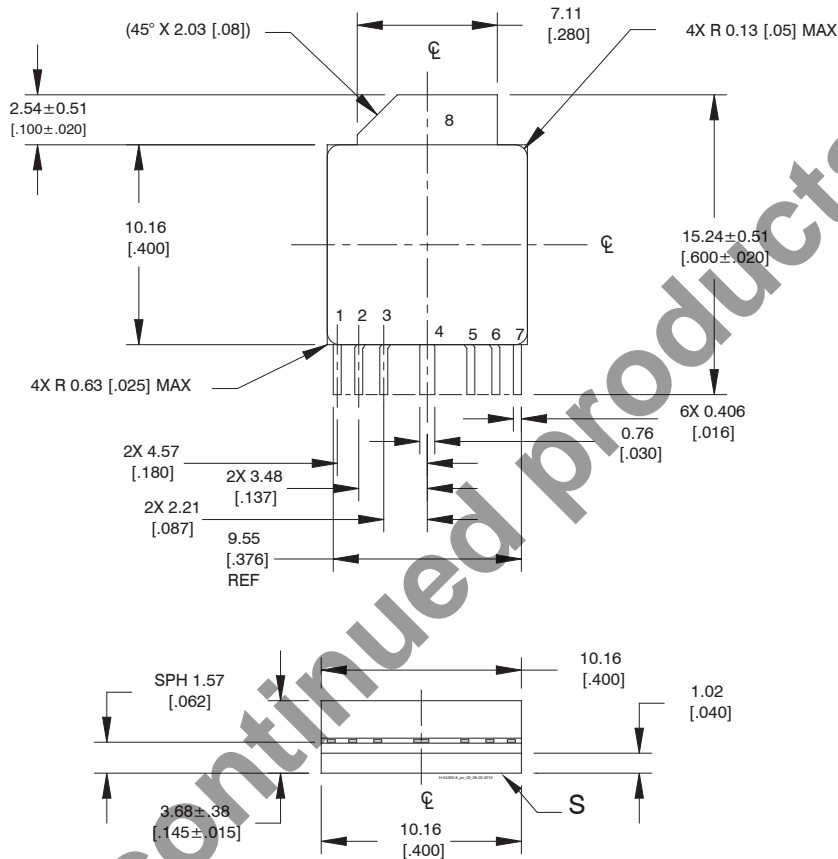 (45° X 2.03 [.08])
℄
7.11
[.280]
4X R 0.13 [.05] MAX
2.54±0.51
[.100±.020]
8
10.16
[.400]
℄
15.24±0.51
[.600±.020]
1 2 3 4 5 6 7
4X R 0.63 [.025] MAX
6X 0.406
[.016]
0.76
[.030]
2X 4.57
[.180]
2X 3.48
[.137]
2X 2.21
[.087]
9.55
[.376]
REF
SPH 1.57
[.062]
10.16
[.400]
1.02
[.040]
3.68±.38
[.145±.015]
℄
10.16
[.400]
S
continued products